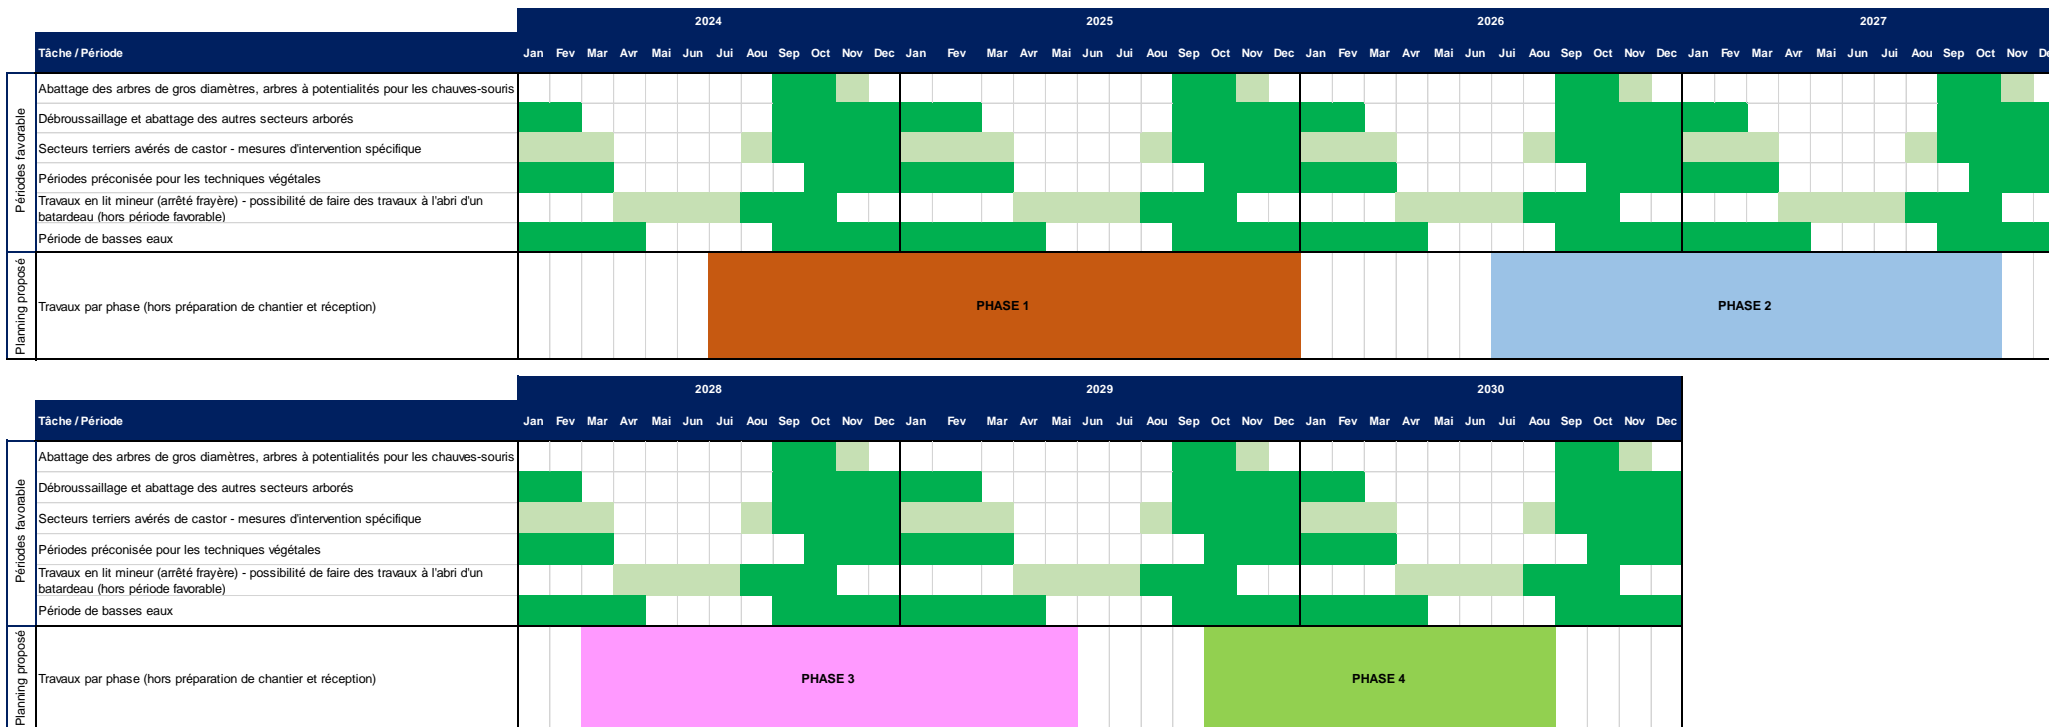 2024 2025 2026 2027
Tâche / Période Jan Fev Mar Avr Mai Jun Jui Aou Sep Oct Nov Dec Jan Fev Mar Avr Mai Jun Jui Aou Sep Oct Nov Dec Jan Fev Mar Avr Mai Jun Jui Aou Sep Oct Nov Dec Jan Fev Mar Avr Mai Jun Jui Aou Sep Oct Nov
Périodes favorable
Abattage des arbres de gros diamètres, arbres à potentialités pour les chauves-souris
Débroussaillage et abattage des autres secteurs arborés
Secteurs terriers avérés de castor - mesures d'intervention spécifique
Périodes préconisée pour les techniques végétales
Travaux en lit mineur (arrêté frayère) - possibilité de faire des travaux à l'abri d'un
batardeau (hors période favorable)
Période de basses eaux
Planning proposé
Travaux par phase (hors préparation de chantier et réception) PHASE 1 PHASE 2
2028 2029 2030
Tâche / Période Jan Fev Mar Avr Mai Jun Jui Aou Sep Oct Nov Dec Jan Fev Mar Avr Mai Jun Jui Aou Sep Oct Nov Dec Jan Fev Mar Avr Mai Jun Jui Aou Sep Oct Nov Dec
Périodes favorable
Abattage des arbres de gros diamètres, arbres à potentialités pour les chauves-souris
Débroussaillage et abattage des autres secteurs arborés
Secteurs terriers avérés de castor - mesures d'intervention spécifique
Périodes préconisée pour les techniques végétales
Travaux en lit mineur (arrêté frayère) - possibilité de faire des travaux à l'abri d'un
batardeau (hors période favorable)
Période de basses eaux
Planning proposé
Travaux par phase (hors préparation de chantier et réception) PHASE 3 PHASE 4